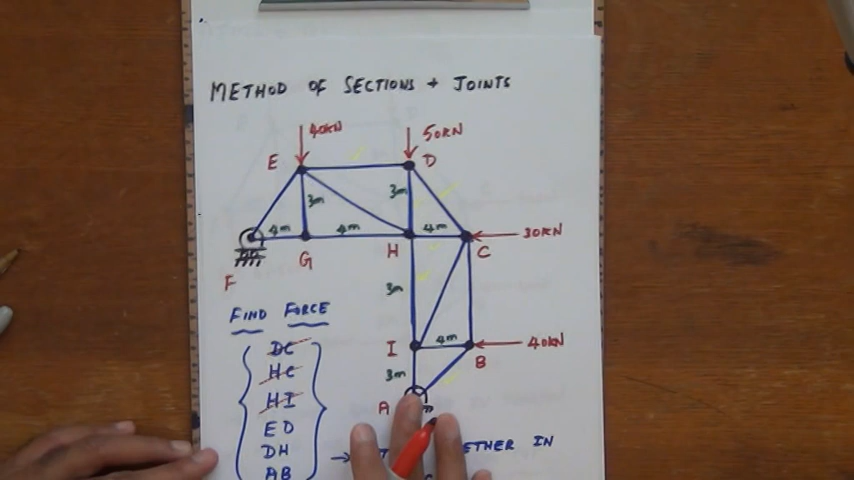 METHOD OF SECTIONS + JOINTS
40KN
50KN
E
D
3m
3m
4m
4m
4m
30KN
F
G
H
C
3m
FIND FORCE
DC
I
4m
40KN
HC
B
3m
HI
A
m
ED
DH
→ ETHER IN
AB